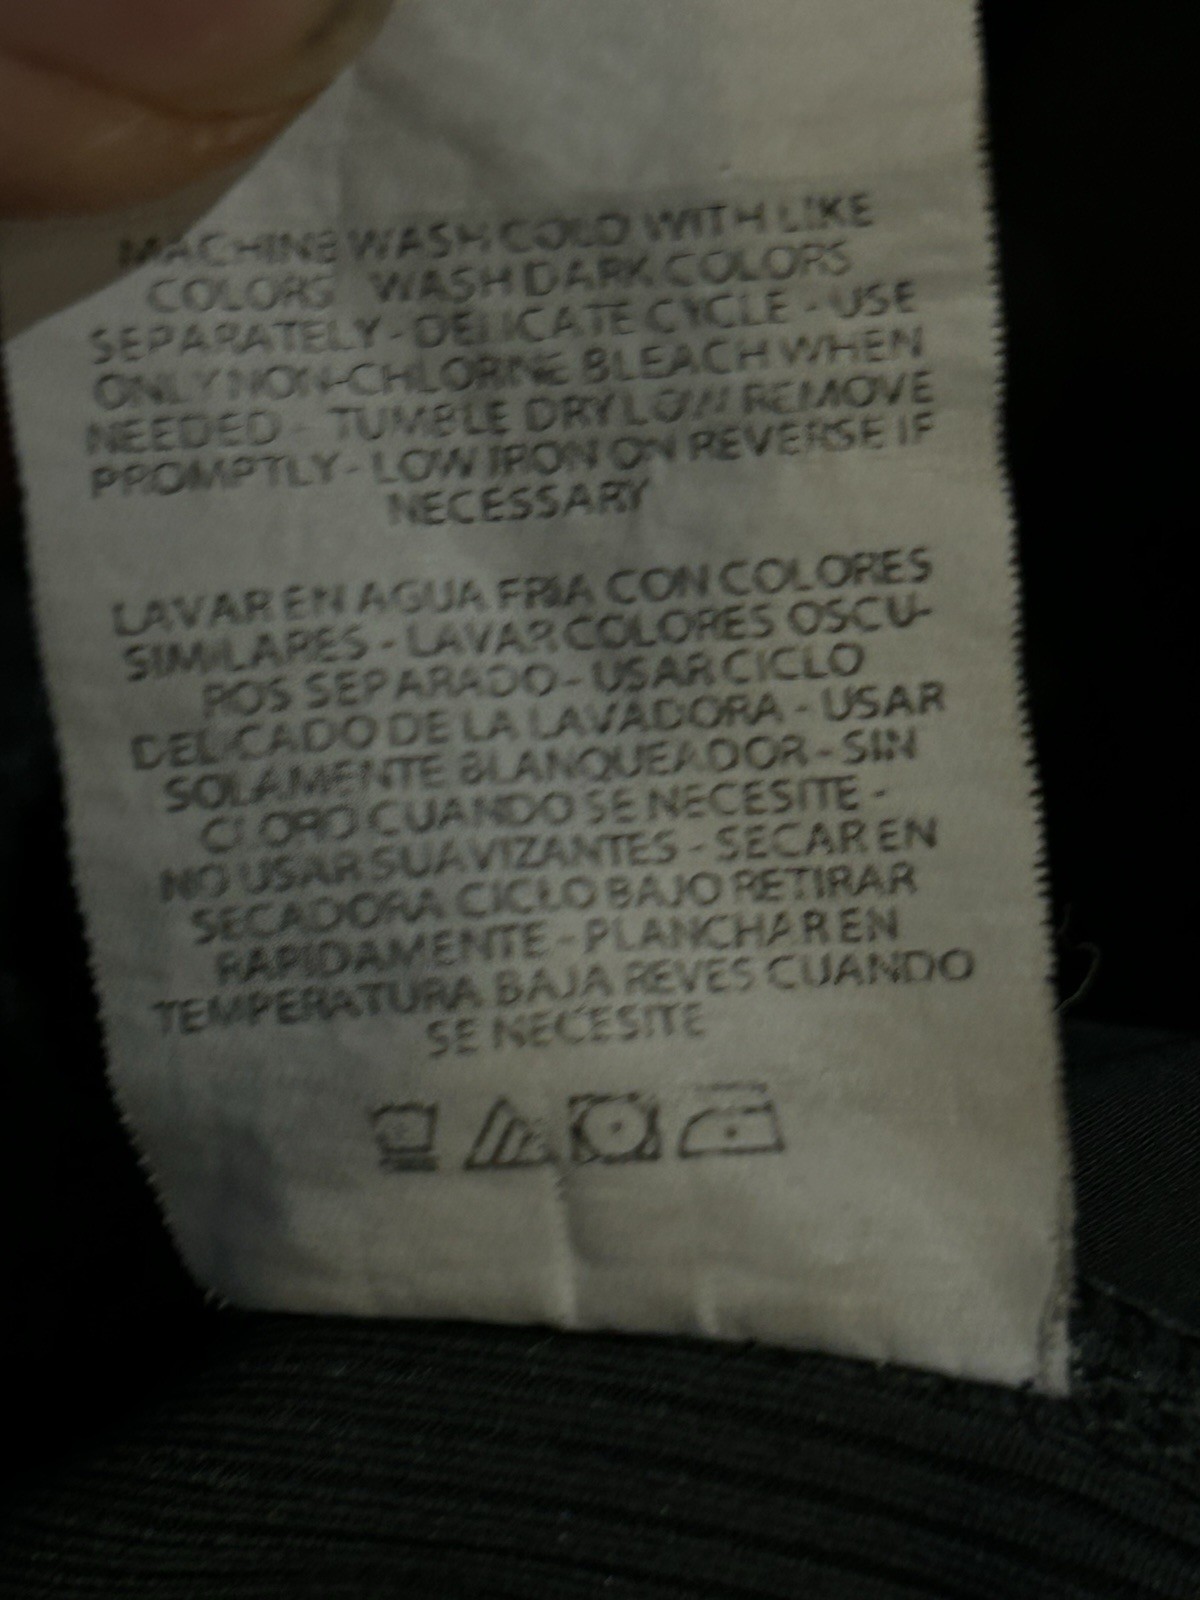 MACHINE WASH COLD WITH LIKE
COLORS WASH DARK COLORS
SEPARATELY - DELICATE CYCLE - USE
ONLY NON-CHLORINE BLEACH WHEN
NEEDED - TUMBLE DRY LOW REMOVE
PROMPTLY - LOW IRON ON REVERSE IF
NECESSARY
LAVAR EN AGUA FRIA CON COLORES
SIMILARES - LAVAR COLORES OSCU-
ROS SEPARADO - USAR CICLO
DELICADO DE LA LAVADORA - USAR
SOLAMENTE BLANQUEADOR - SIN
CLORO CUANDO SE NECESITE -
NO USAR SUAVIZANTES - SECAR EN
SECADORA CICLO BAJO RETIRAR
RAPIDAMENTE - PLANCHAR EN
TEMPERATURA BAJA REVES CUANDO
SE NECESITE